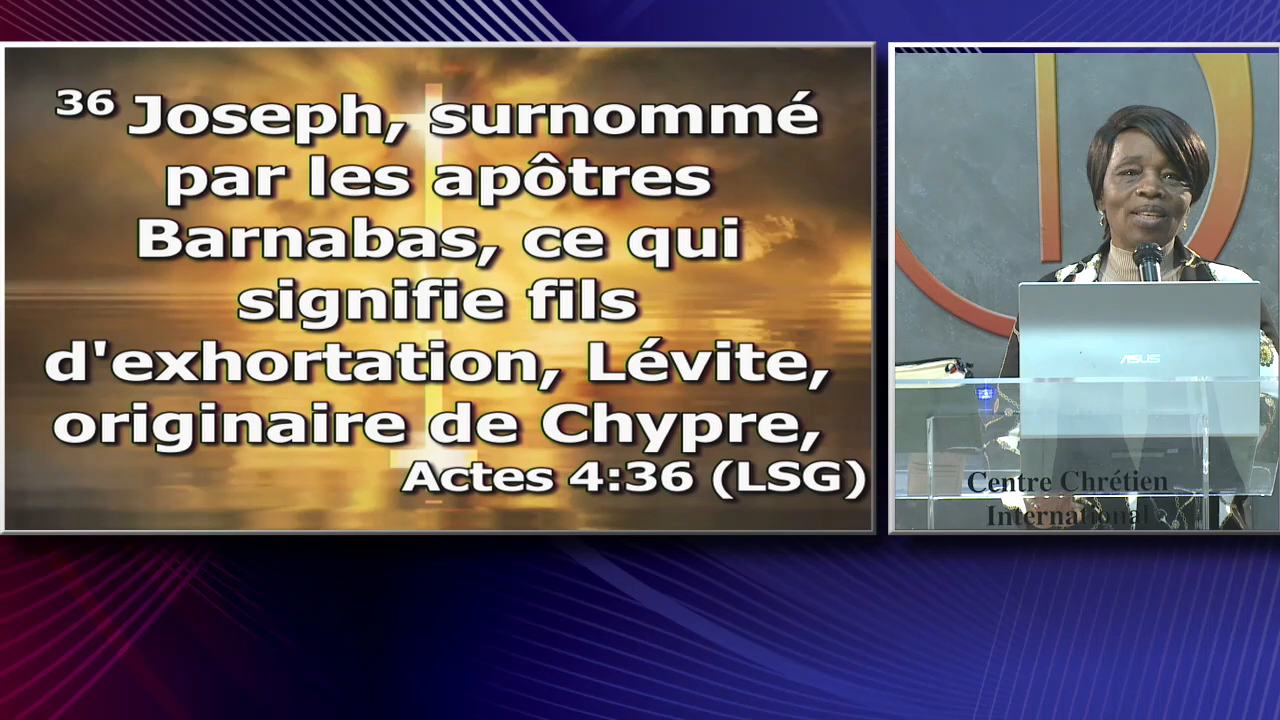 36 Joseph, surnommé
par les apôtres
Barnabas, ce qui
signifie fils
d'exhortation, Lévite,
originaire de Chypre,
Actes 4:36 (LSG)
ASUS
Centre Chrétien
International